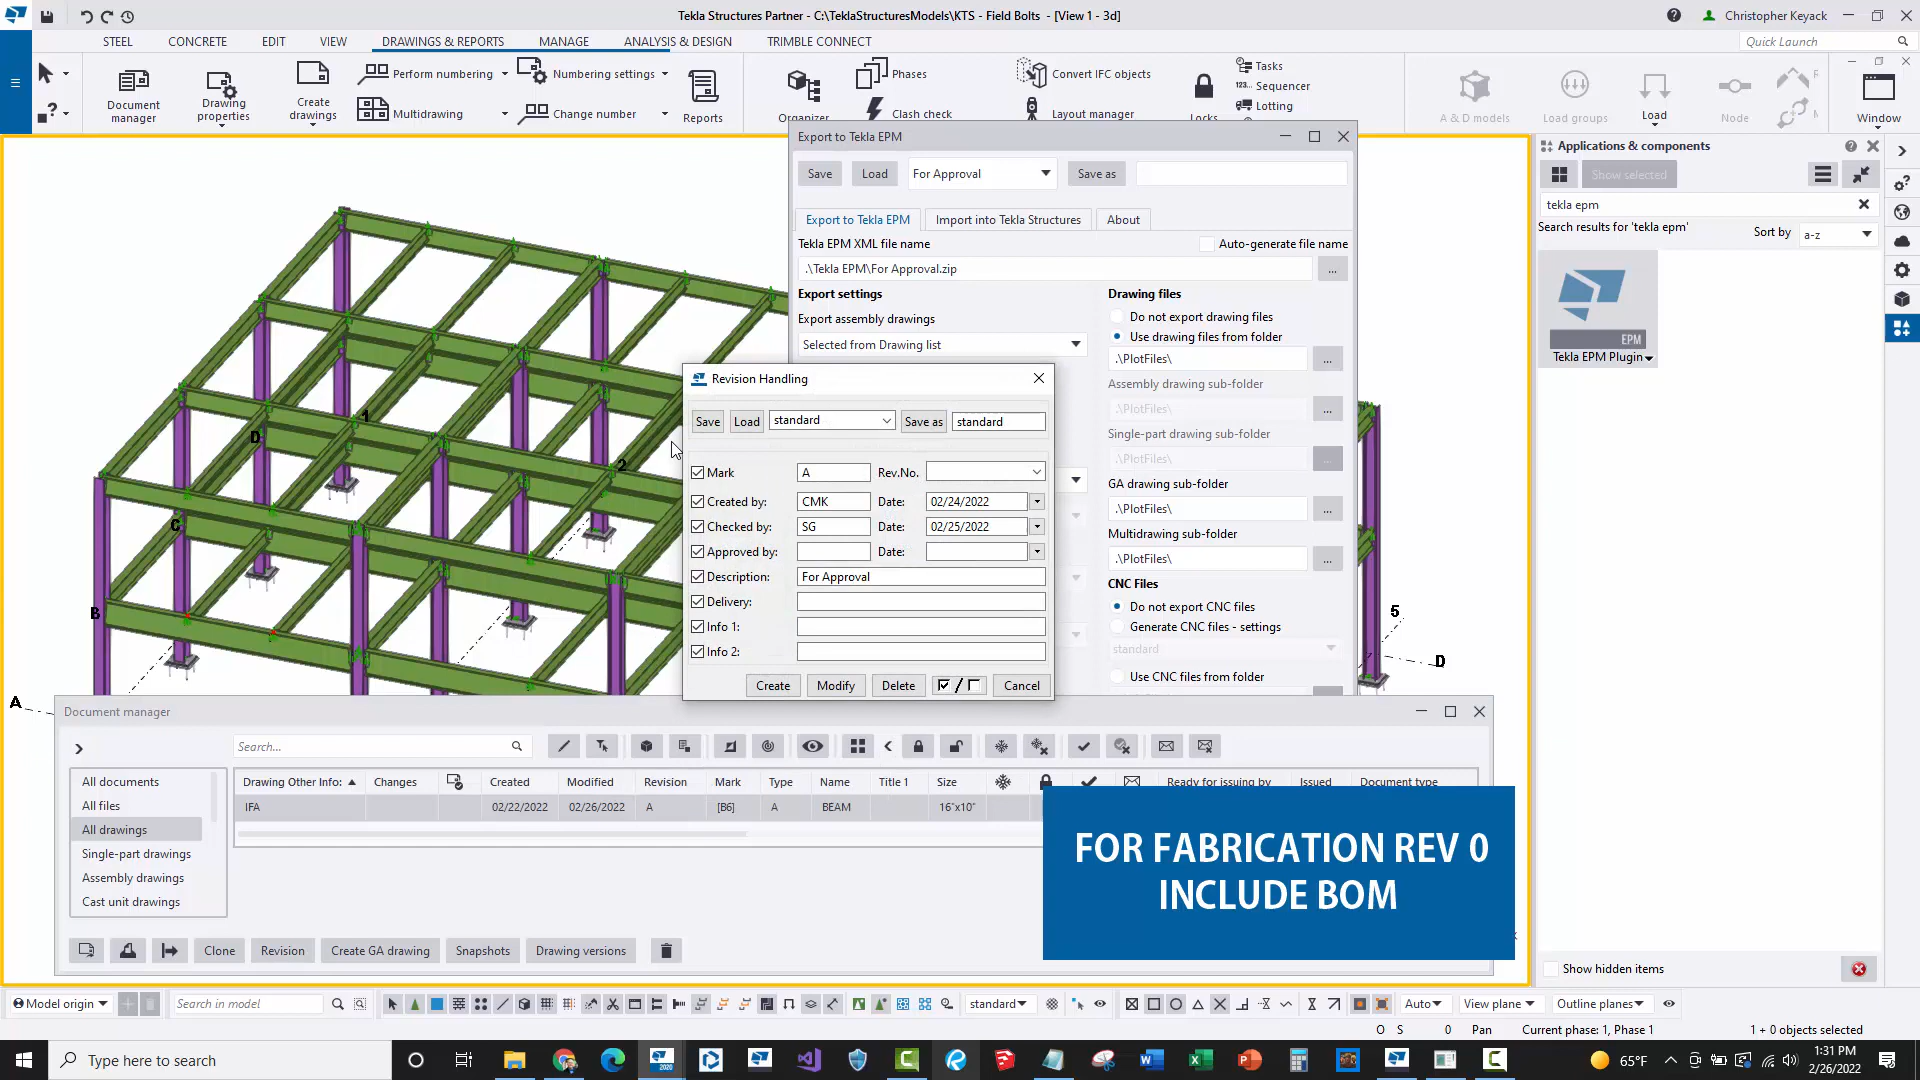 Tekla Structures Partner - C:\TeklaStructuresModels\KTS - Field Bolts - [View 1 - 3d]
Christopher Keyack
STEEL CONCRETE EDIT VIEW DRAWINGS & REPORTS MANAGE ANALYSIS & DESIGN TRIMBLE CONNECT
Quick Launch
Document manager
Drawing properties
Create drawings
Perform numbering
Multidrawing
Numbering settings
Change number
Reports
Organizer
Phases
Clash check
Convert IFC objects
Layout manager
Locks
Tasks
Sequencer
Lotting
A & D models
Load groups
Load
Node
Window
Export to Tekla EPM
Save Load For Approval Save as
Export to Tekla EPM Import into Tekla Structures About
Tekla EPM XML file name Auto-generate file name
.\Tekla EPM\For Approval.zip ...
Export settings
Export assembly drawings
Selected from Drawing list
Drawing files
Do not export drawing files
Use drawing files from folder
.\PlotFiles\ ...
Assembly drawing sub-folder
.\PlotFiles\ ...
Single-part drawing sub-folder
.\PlotFiles\ ...
GA drawing sub-folder
.\PlotFiles\ ...
Multidrawing sub-folder
.\PlotFiles\ ...
CNC Files
Do not export CNC files
Generate CNC files - settings
standard
Use CNC files from folder
Applications & components
Show selected
tekla epm
Search results for 'tekla epm' Sort by a-z
EPM
Tekla EPM Plugin
Show hidden items
Revision Handling
Save Load standard Save as standard
Mark A Rev.No.
Created by: CMK Date: 02/24/2022
Checked by: SG Date: 02/25/2022
Approved by: Date:
Description: For Approval
Delivery:
Info 1:
Info 2:
Create Modify Delete / Cancel
1
D
2
C
B
A
5
D
Document manager
Search...
All documents
All files
All drawings
Single-part drawings
Assembly drawings
Cast unit drawings
Drawing Other Info: Changes Created Modified Revision Mark Type Name Title 1 Size Ready for issuing by Issued Document type
IFA 02/22/2022 02/26/2022 A [B6] A BEAM 16"x10"
Clone Revision Create GA drawing Snapshots Drawing versions
FOR FABRICATION REV 0
INCLUDE BOM
Model origin Search in model standard Auto View plane Outline planes
O S 0 Pan Current phase: 1, Phase 1 1 + 0 objects selected
Type here to search
2020
65°F
1:31 PM
2/26/2022